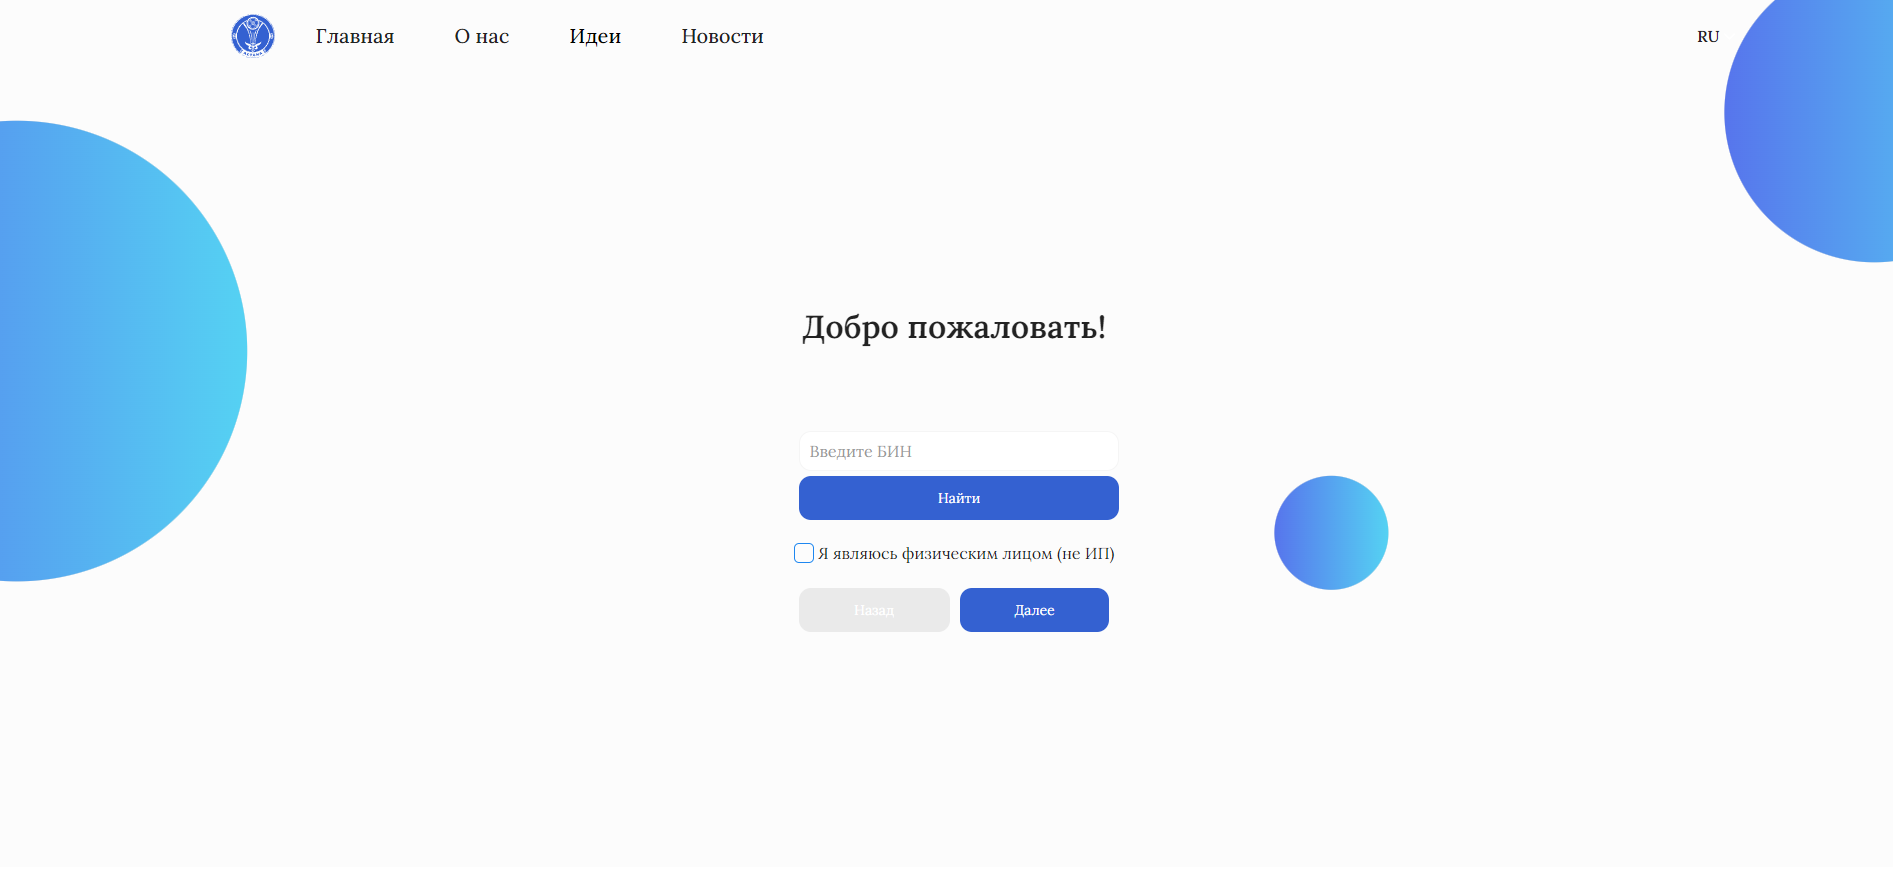 Главная
О нас
Идеи
Новости
RU
Добро пожаловать!
Введите БИН
Найти
Я являюсь физическим лицом (не ИП)
Назад
Далее